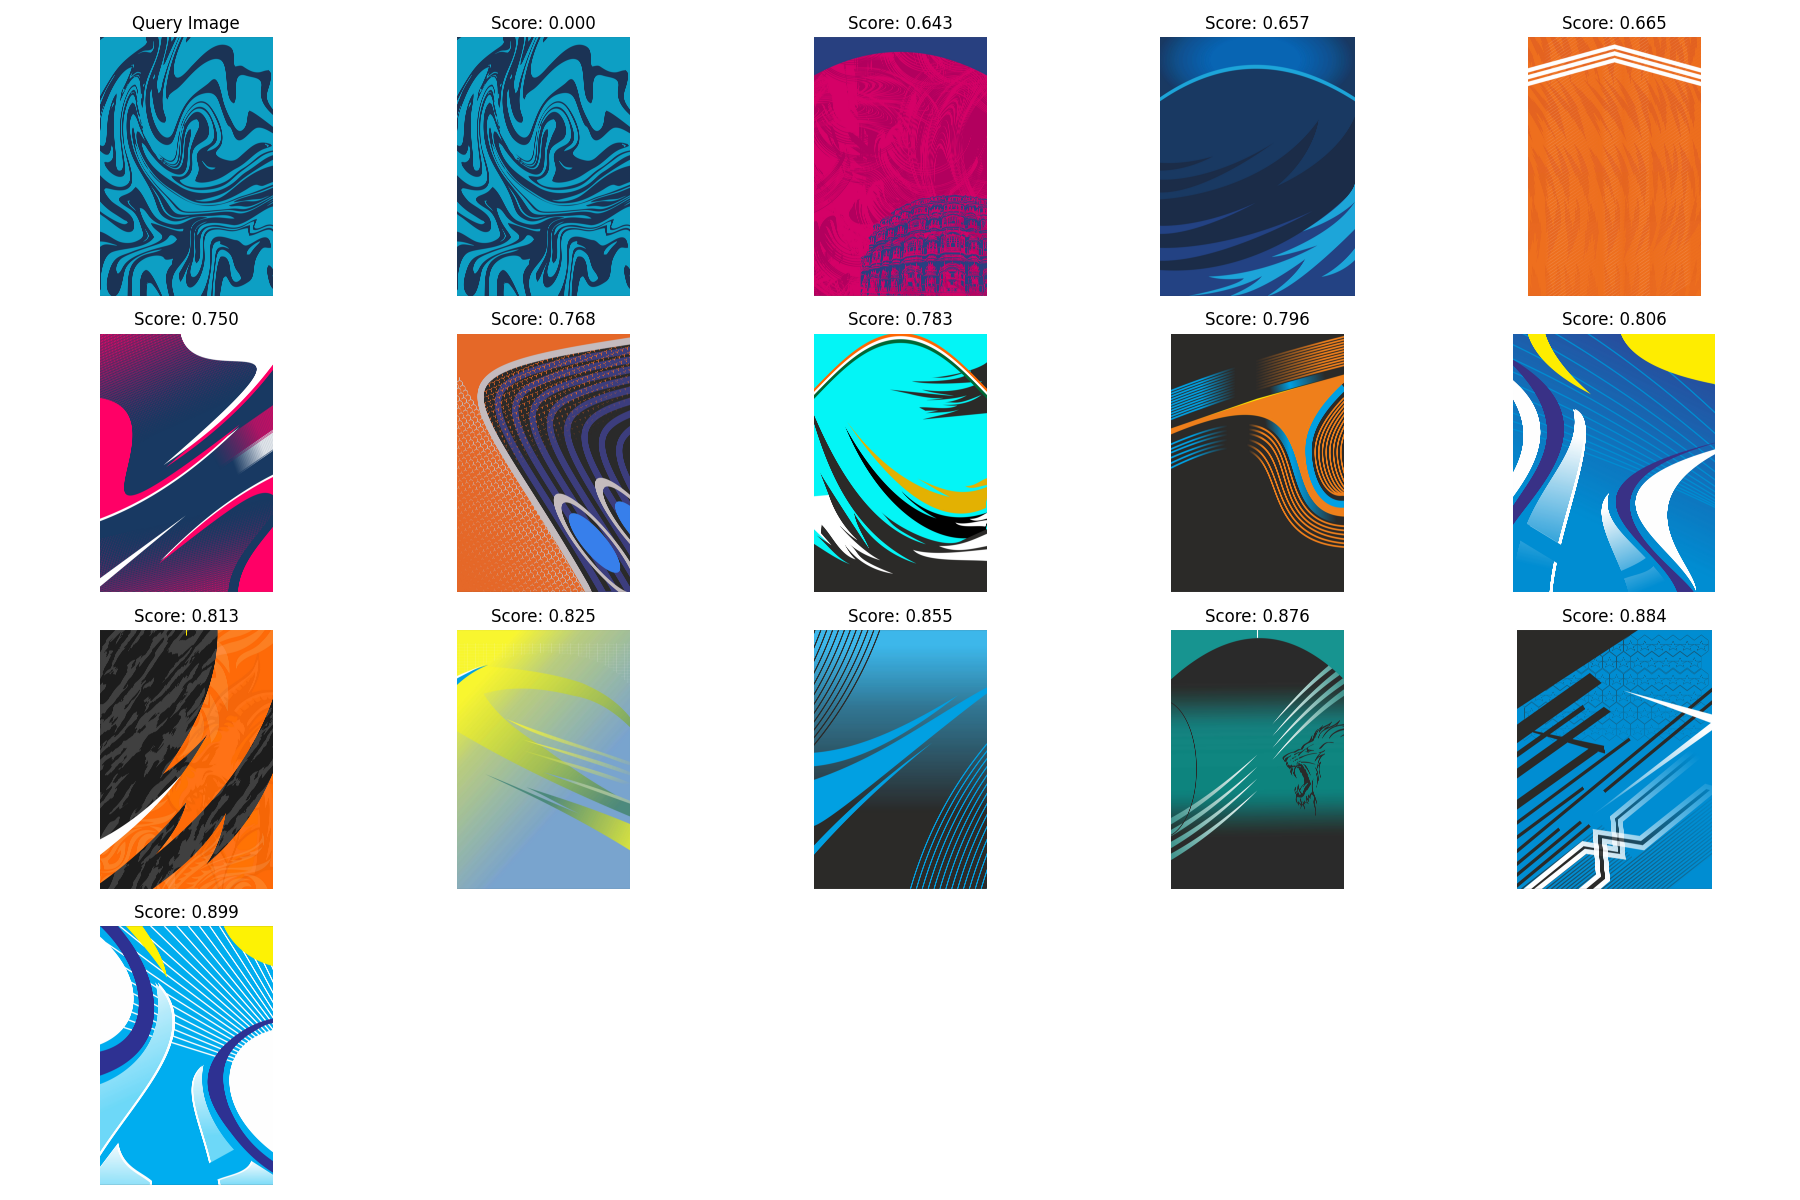 Query Image
Score: 0.000
Score: 0.643
Score: 0.657
Score: 0.665
Score: 0.750
Score: 0.768
Score: 0.783
Score: 0.796
Score: 0.806
Score: 0.813
Score: 0.825
Score: 0.855
Score: 0.876
Score: 0.884
Score: 0.899